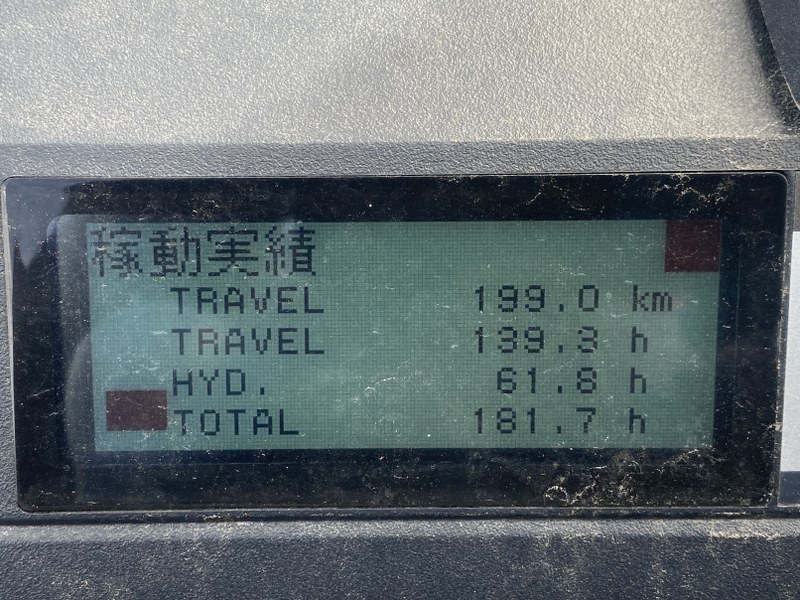 稼動実績
TRAVEL 199.0 km
TRAVEL 139.3 h
HYD. 61.8 h
TOTAL 181.7 h